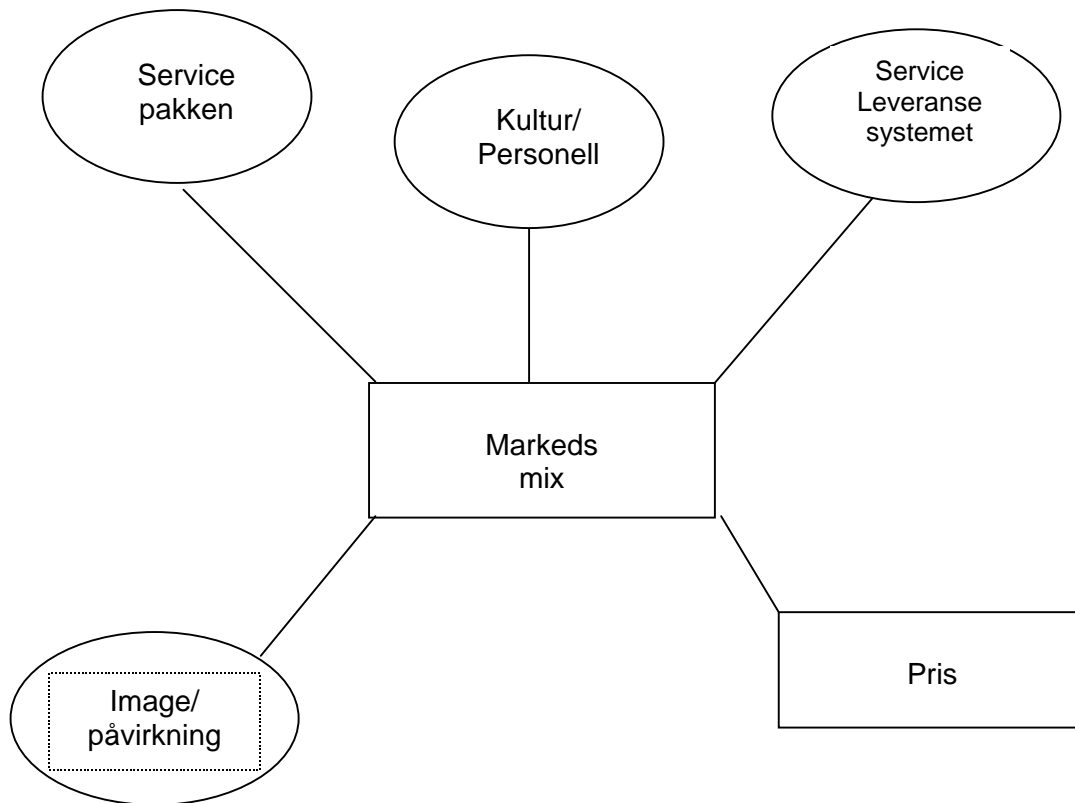 Service
pakken
Kultur/
Personell
Service
Leveranse
systemet
Markeds
mix
Image/
påvirkning
Pris